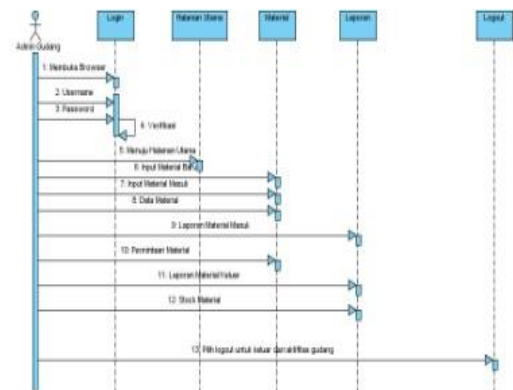 Login
Halaman Utama
Material
Laporan
Logout
Admin Gudang
1: Membuka Browser
2: Username
3: Password
4: Verifikasi
5: Menuju Halaman Utama
6: Input Material Baru
7: Input Material Masuk
8: Data Material
9: Laporan Material Masuk
10: Permintaan Material
11: Laporan Material Keluar
12: Stock Material
13: Pilih logout untuk keluar dari aktifitas gudang